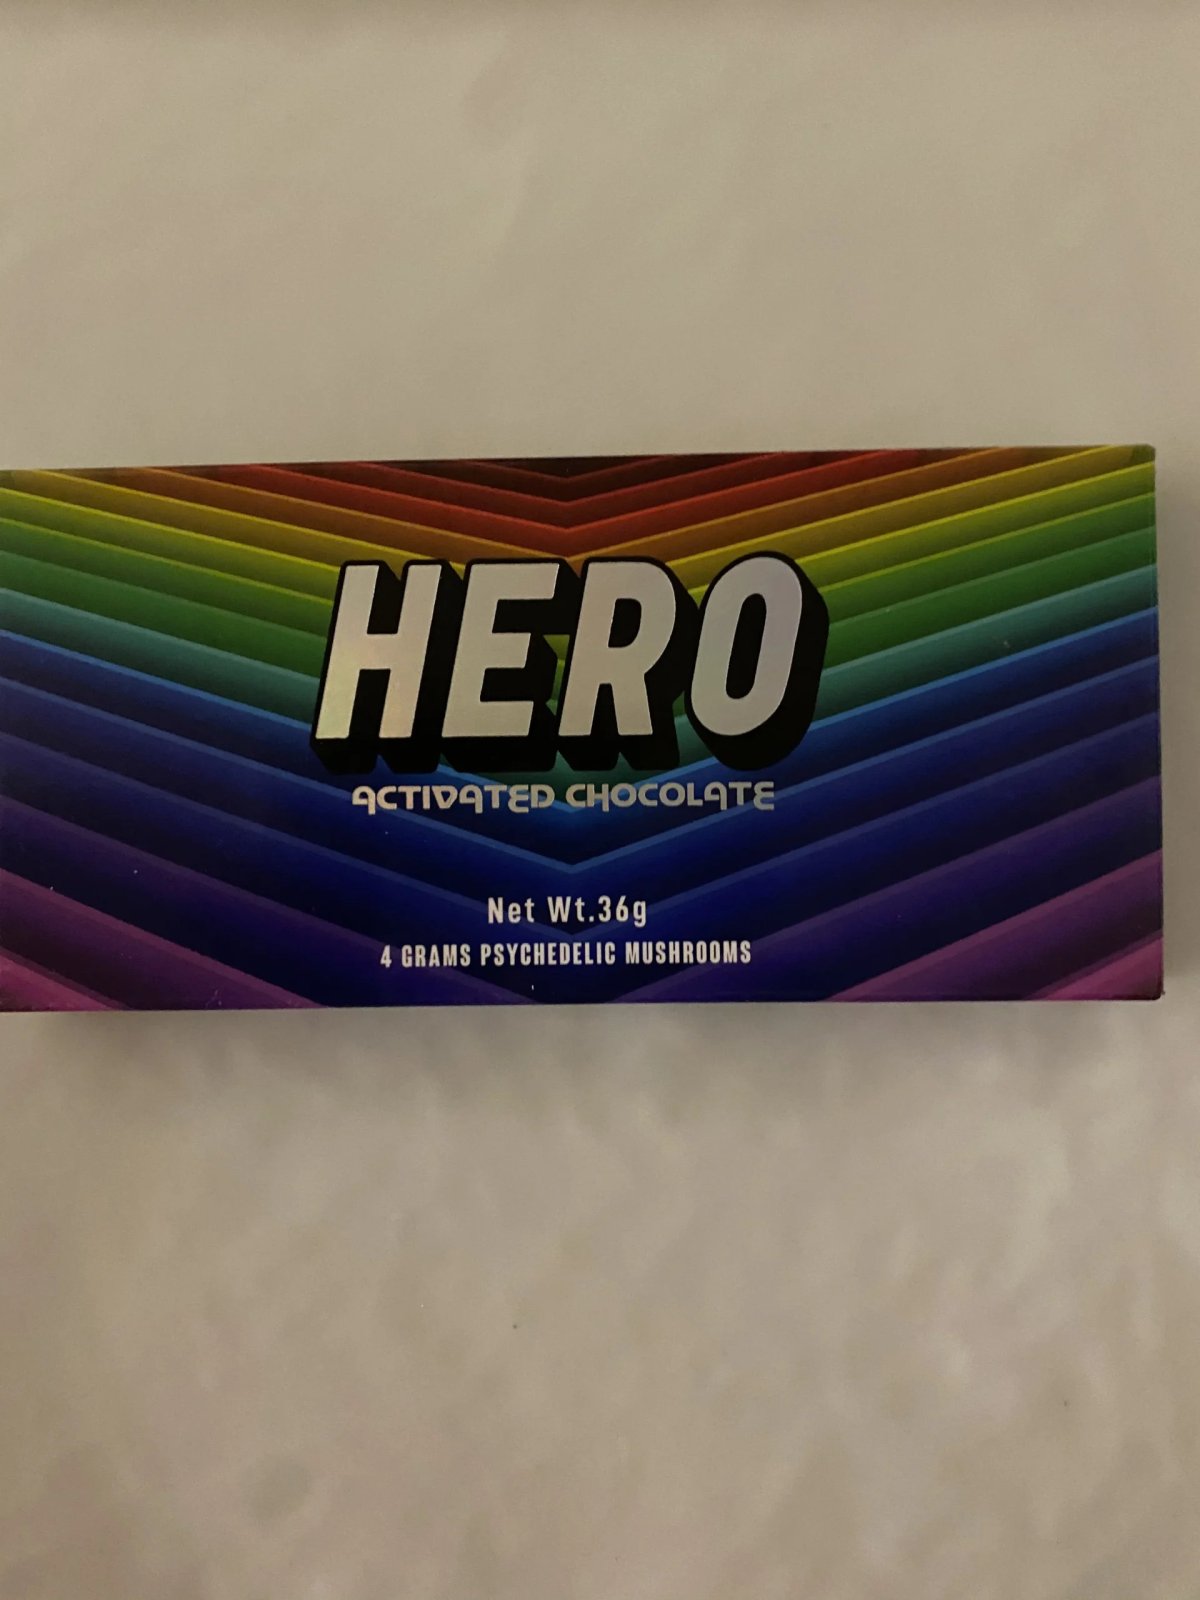 HERO
ACTIVATED CHOCOLATE
Net Wt.36g
4 GRAMS PSYCHEDELIC MUSHROOMS